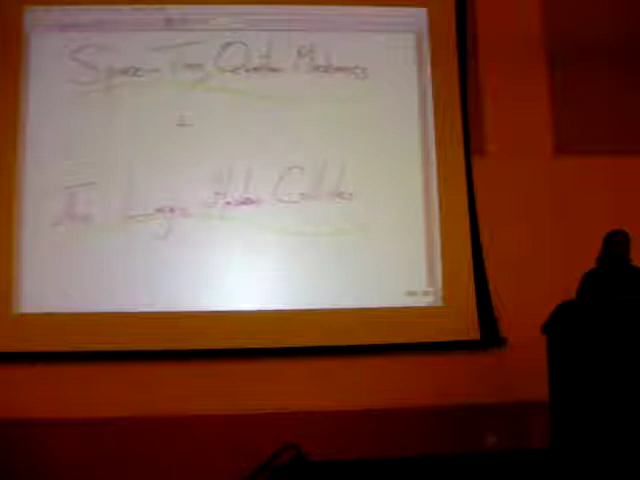 Space-Time, Quantum Mechanics
+
The Large Hadron Collider